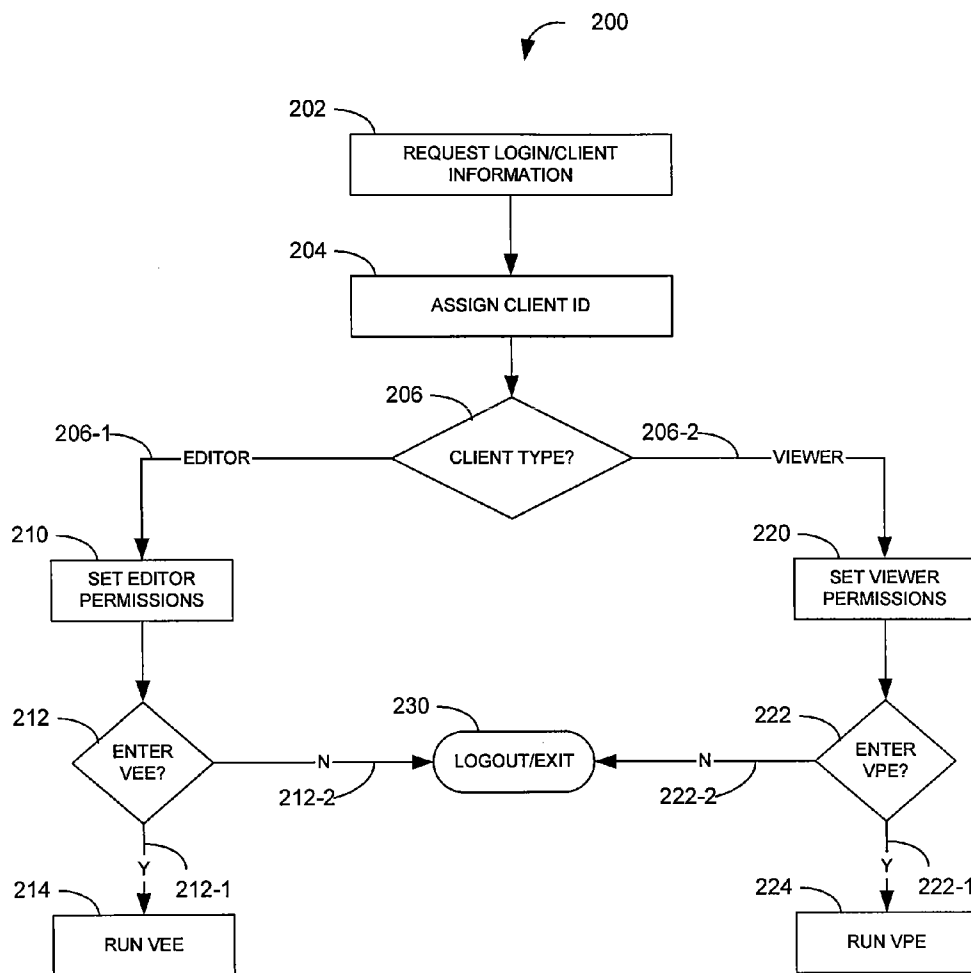 200
202
REQUEST LOGIN/CLIENT
INFORMATION
204
ASSIGN CLIENT ID
206
206-1
206-2
EDITOR
CLIENT TYPE?
VIEWER
210
220
SET EDITOR
PERMISSIONS
SET VIEWER
PERMISSIONS
212
230
222
ENTER
VEE?
N
LOGOUT/EXIT
N
ENTER
VPE?
212-2
222-2
Y
212-1
Y
222-1
214
224
RUN VEE
RUN VPE